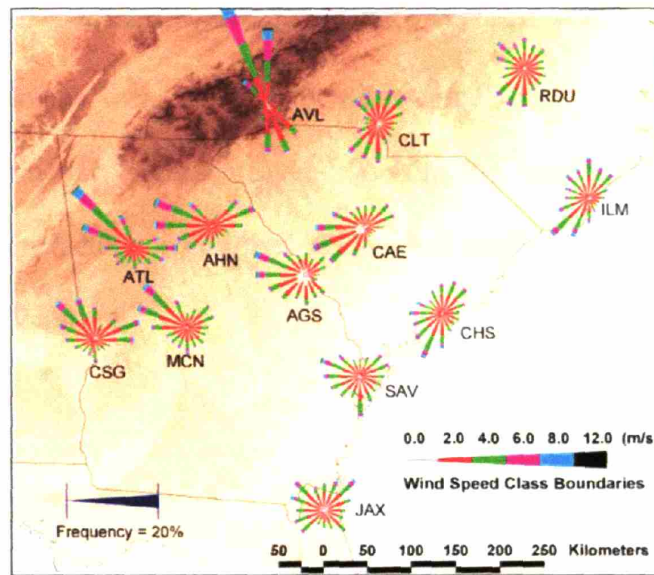 AVL
RDU
CLT
ILM
ATL
AHN
CAE
AGS
CHS
CSG
MCN
SAV
0.0 2.0 4.0 6.0 8.0 12.0 (m/s
Wind Speed Class Boundaries
JAX
Frequency = 20%
50 0 50 100 150 200 250 Kilometers